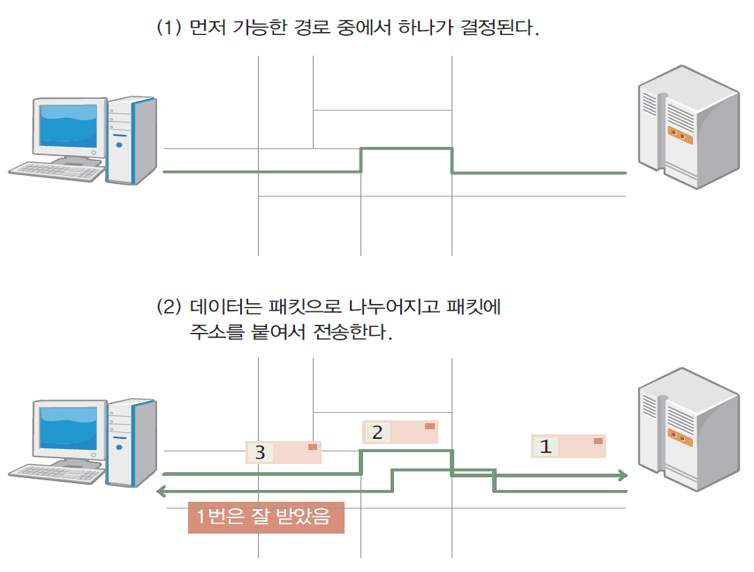 (1) 먼저 가능한 경로 중에서 하나가 결정된다.
(2) 데이터는 패킷으로 나누어지고 패킷에
주소를 붙여서 전송한다.
2
3
1
1번은 잘 받았음